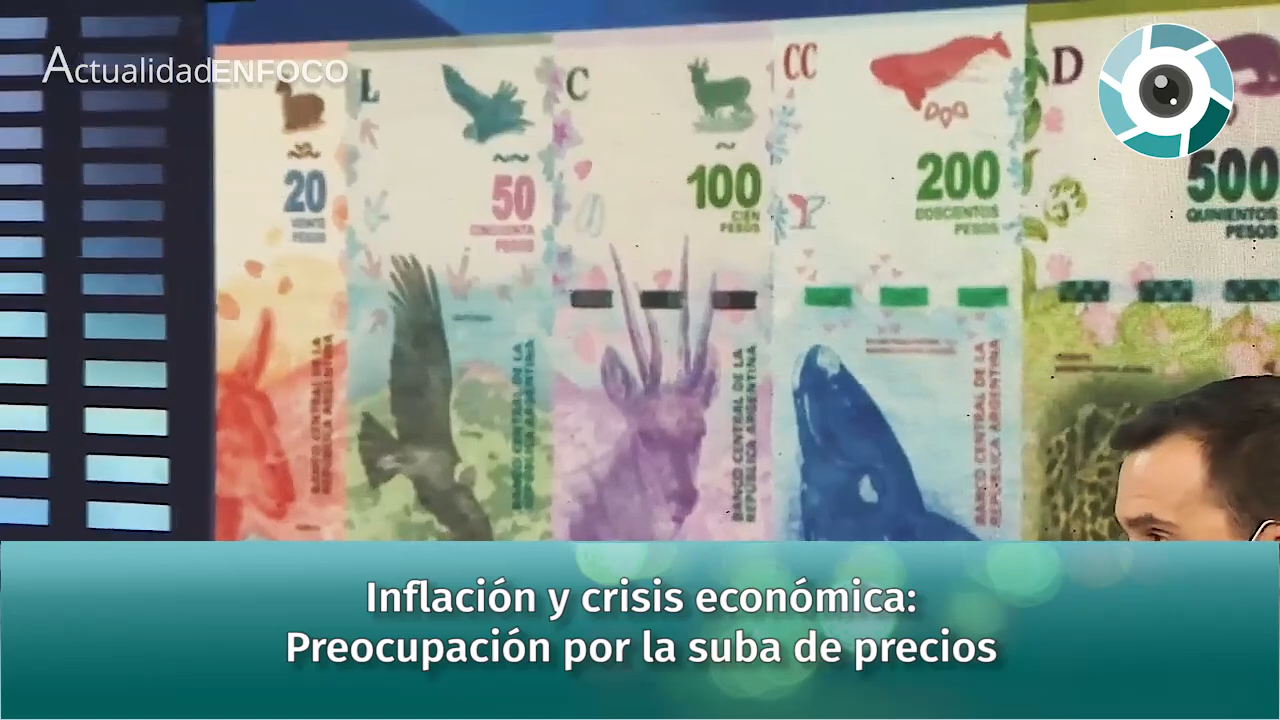 ActualidadENFOCO
20
VEINTE
PESOS
L
50
CINCUENTA
PESOS
C
100
CIEN
PESOS
CC
200
DOSCIENTOS
PESOS
D
500
QUINIENTOS
PESOS
BANCO CENTRAL DE LA
REPÚBLICA ARGENTINA
BANCO CENTRAL DE LA
REPÚBLICA ARGENTINA
BANCO CENTRAL DE LA
REPÚBLICA ARGENTINA
BANCO CENTRAL DE LA
REPÚBLICA ARGENTINA
Inflación y crisis económica:
Preocupación por la suba de precios